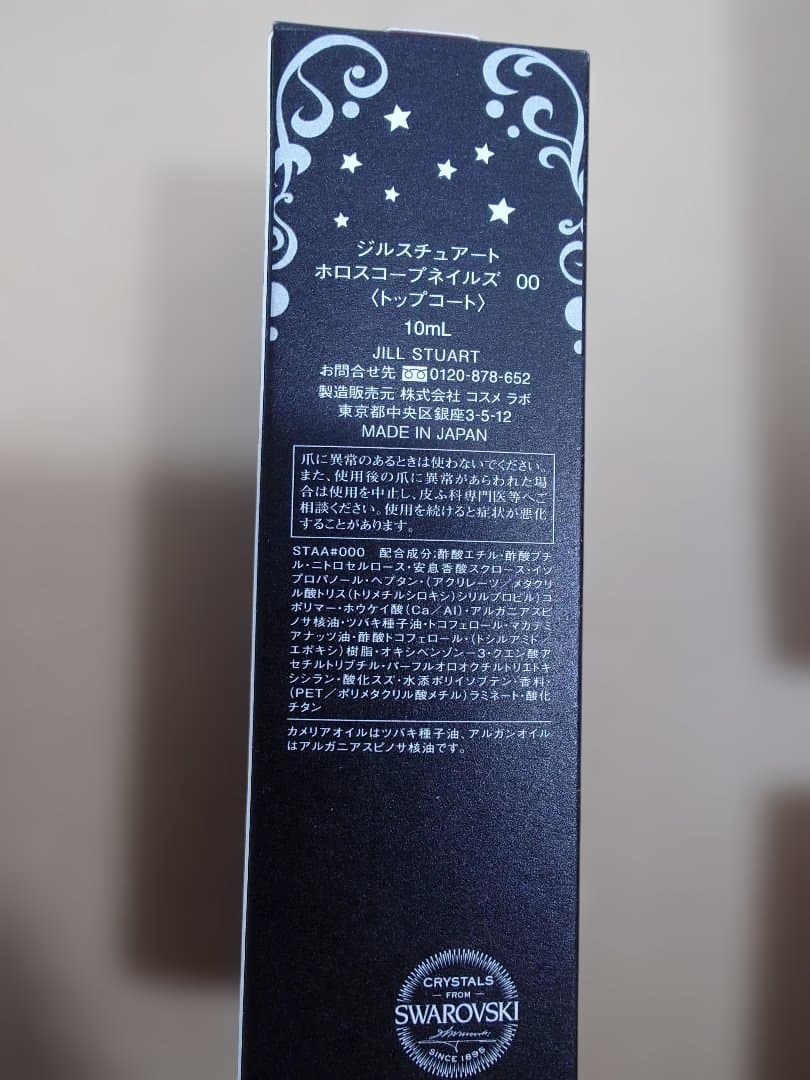 ジルスチュアート
ホロスコープネイルズ 00
〈トップコート〉
10mL
JILL STUART
お問合せ先 0120-878-652
製造販売元 株式会社 コスメ ラボ
東京都中央区銀座3-5-12
MADE IN JAPAN
爪に異常のあるときは使わないでください。
また、使用後の爪に異常があらわれた場
合は使用を中止し、皮ふ科専門医等へご
相談ください。使用を続けると症状が悪化
することがあります。
STAA#000 配合成分;酢酸エチル・酢酸ブチ
ル・ニトロセルロース・安息香酸スクロース・イソ
プロパノール・ヘプタン・(アクリレーツ/メタクリ
ル酸トリス(トリメチルシロキシ)シリルプロピル)コ
ポリマー・ホウケイ酸(Ca/Al)・アルガニアスピ
ノサ核油・ツバキ種子油・トコフェロール・マカデミ
アナッツ油・酢酸トコフェロール・(トシルアミド/
エポキシ)樹脂・オキシベンゾン-3・クエン酸ア
セチルトリブチル・パーフルオロオクチルトリエトキ
シシラン・酸化スズ・水添ポリイソブテン・香料・
(PET/ポリメタクリル酸メチル)ラミネート・酸化
チタン
カメリアオイルはツバキ種子油、アルガンオイル
はアルガニアスピノサ核油です。
CRYSTALS
FROM
SWAROVSKI
SINCE 1895